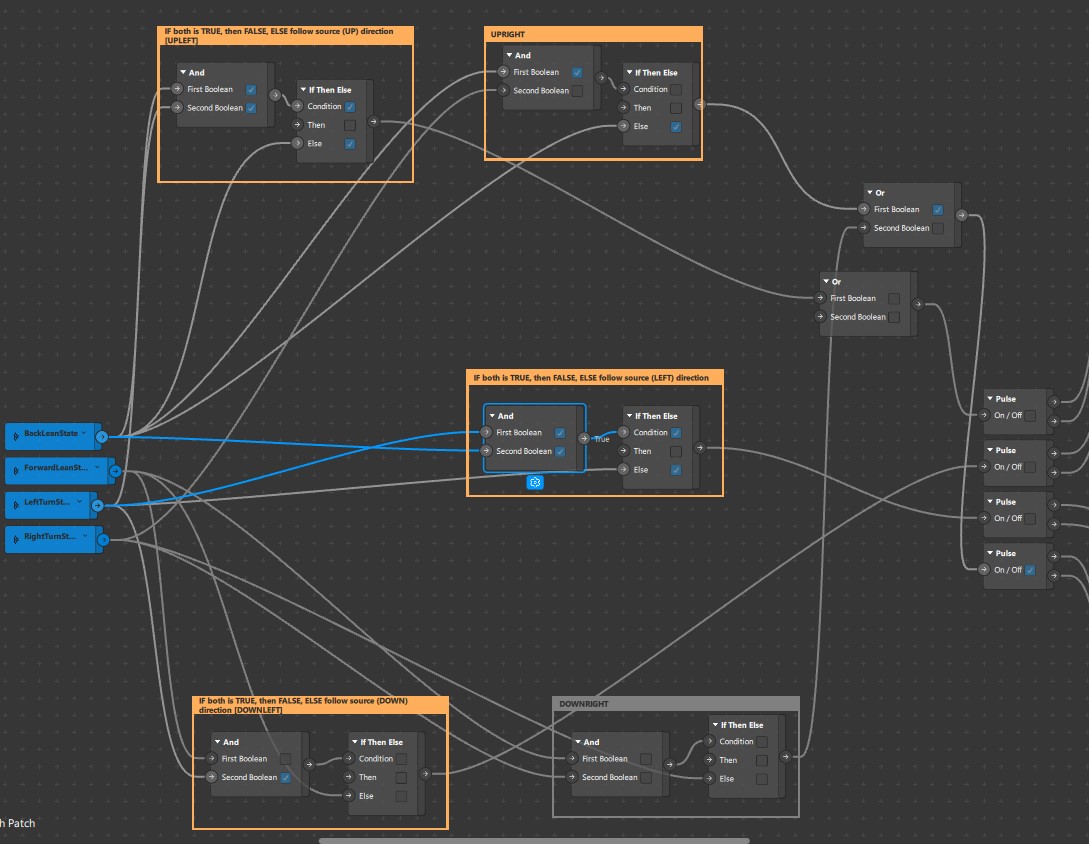 IF both is TRUE, then FALSE, ELSE follow source (UP) direction
[UPLEFT]
And
First Boolean
Second Boolean
If Then Else
Condition
Then
Else
UPRIGHT
And
First Boolean
Second Boolean
If Then Else
Condition
Then
Else
Or
First Boolean
Second Boolean
Or
First Boolean
Second Boolean
IF both is TRUE, then FALSE, ELSE follow source (LEFT) direction
And
First Boolean
Second Boolean
True
If Then Else
Condition
Then
Else
BackLeanState
ForwardLeanSt...
LeftTurnSt...
RightTurnSt...
Pulse
On / Off
Pulse
On / Off
Pulse
On / Off
Pulse
On / Off
IF both is TRUE, then FALSE, ELSE follow source (DOWN)
direction [DOWNLEFT]
And
First Boolean
Second Boolean
If Then Else
Condition
Then
Else
DOWNRIGHT
And
First Boolean
Second Boolean
If Then Else
Condition
Then
Else
h Patch